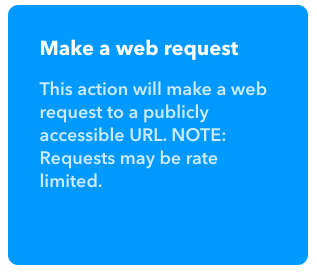 Make a web request
This action will make a web
request to a publicly
accessible URL. NOTE:
Requests may be rate
limited.